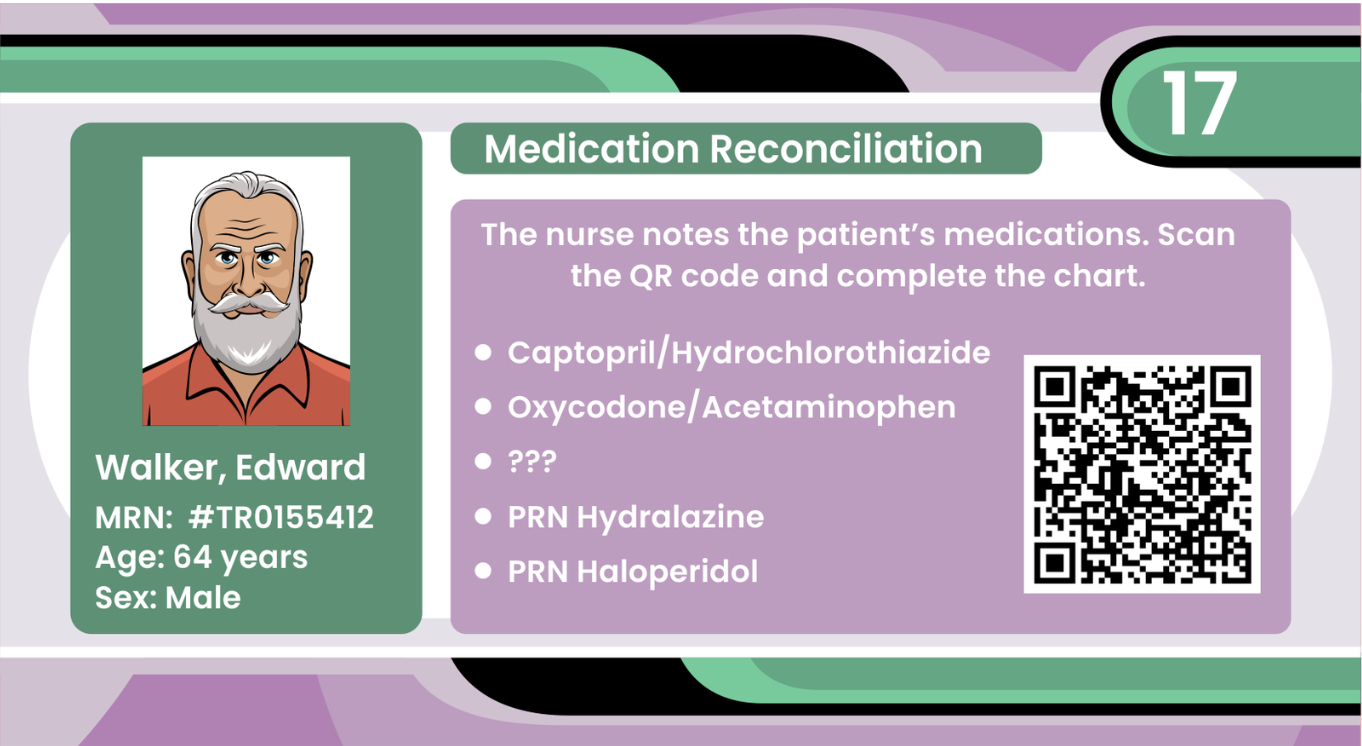 17
Medication Reconciliation
The nurse notes the patient’s medications. Scan
the QR code and complete the chart.
● Captopril/Hydrochlorothiazide
● Oxycodone/Acetaminophen
● ???
● PRN Hydralazine
● PRN Haloperidol
Walker, Edward
MRN: #TR0155412
Age: 64 years
Sex: Male